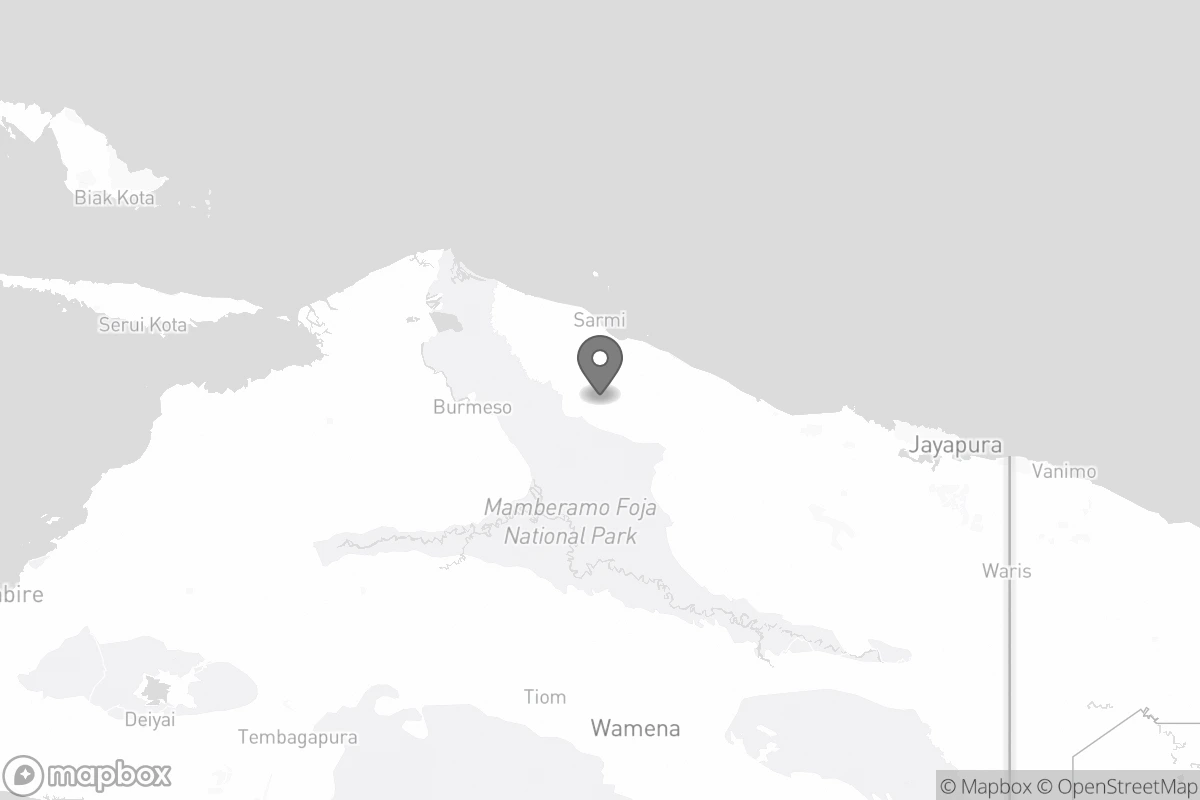 Biak Kota
Serui Kota
Sarmi
Burmeso
Jayapura
Vanimo
Mamberamo Foja
National Park
Waris
abire
Tiom
Deiyai
Wamena
Tembagapura
mapbox
© Mapbox © OpenStreetMap